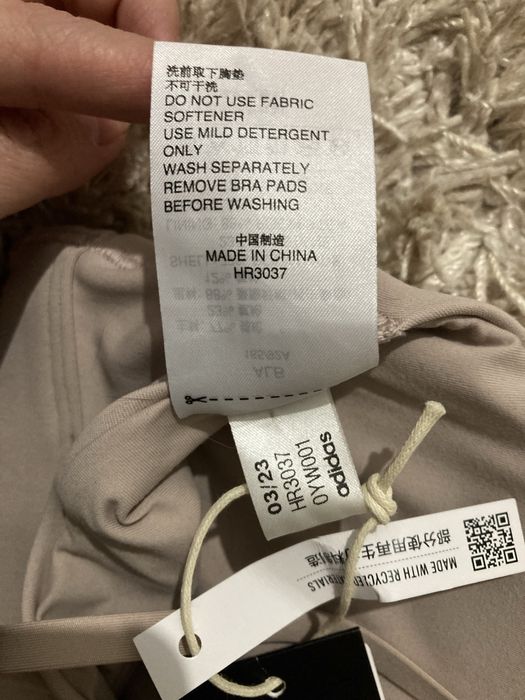 洗前取下胸垫
不可干洗
DO NOT USE FABRIC
SOFTENER
USE MILD DETERGENT
ONLY
WASH SEPARATELY
REMOVE BRA PADS
BEFORE WASHING
中国制造
MADE IN CHINA
HR3037
03/23
HR3037
0YW001
adidas
MADE WITH RECYCLED MATERIALS
部分使用再生
制造